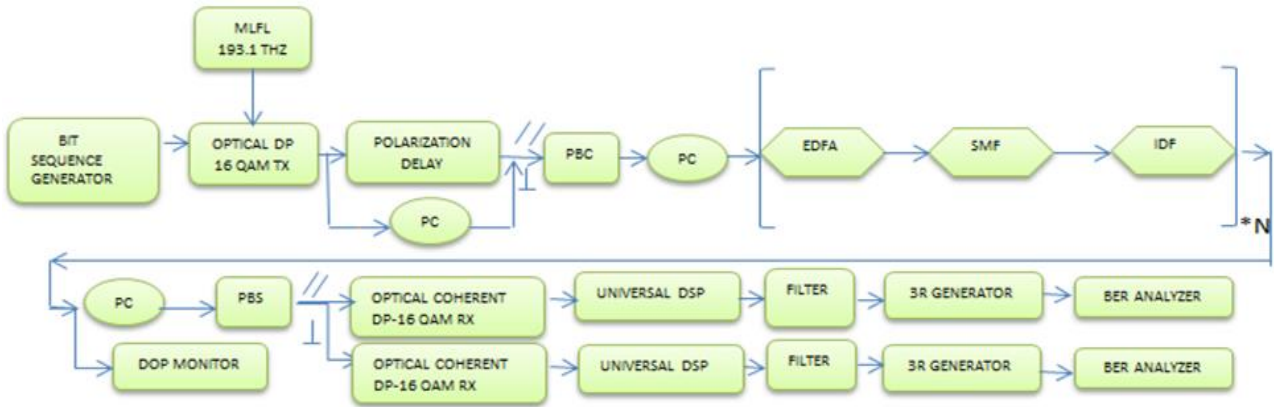 MLFL
193.1 THZ
BIT
SEQUENCE
GENERATOR
OPTICAL DP
16 QAM TX
POLARIZATION
DELAY
//
⊥
PC
PBC
PC
EDFA
SMF
IDF
*N
PC
PBS
//
⊥
DOP MONITOR
OPTICAL COHERENT
DP-16 QAM RX
UNIVERSAL DSP
FILTER
3R GENERATOR
BER ANALYZER
OPTICAL COHERENT
DP-16 QAM RX
UNIVERSAL DSP
FILTER
3R GENERATOR
BER ANALYZER